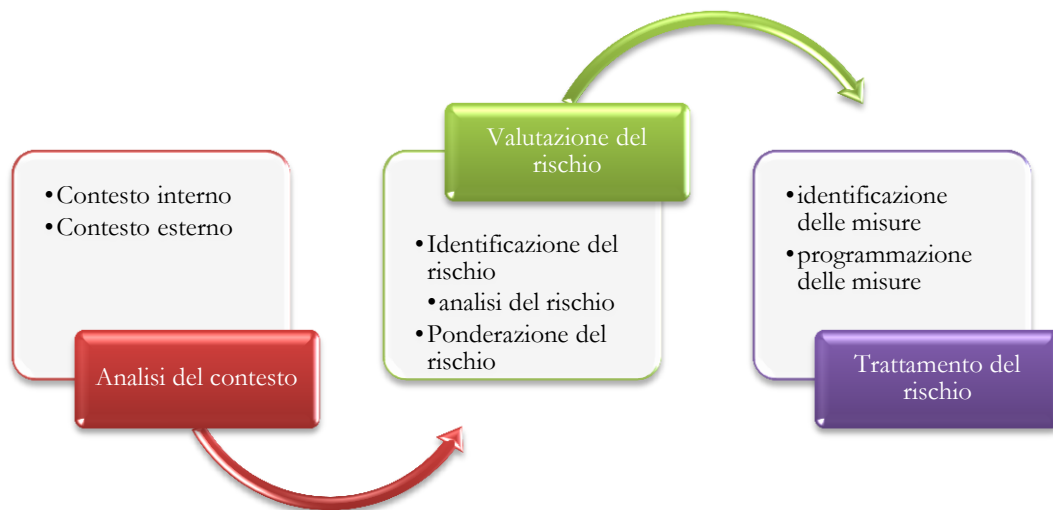 •Contesto interno
•Contesto esterno
Analisi del contesto
Valutazione del
rischio
•Identificazione del
rischio
•analisi del rischio
•Ponderazione del
rischio
•identificazione
delle misure
•programmazione
delle misure
Trattamento del
rischio